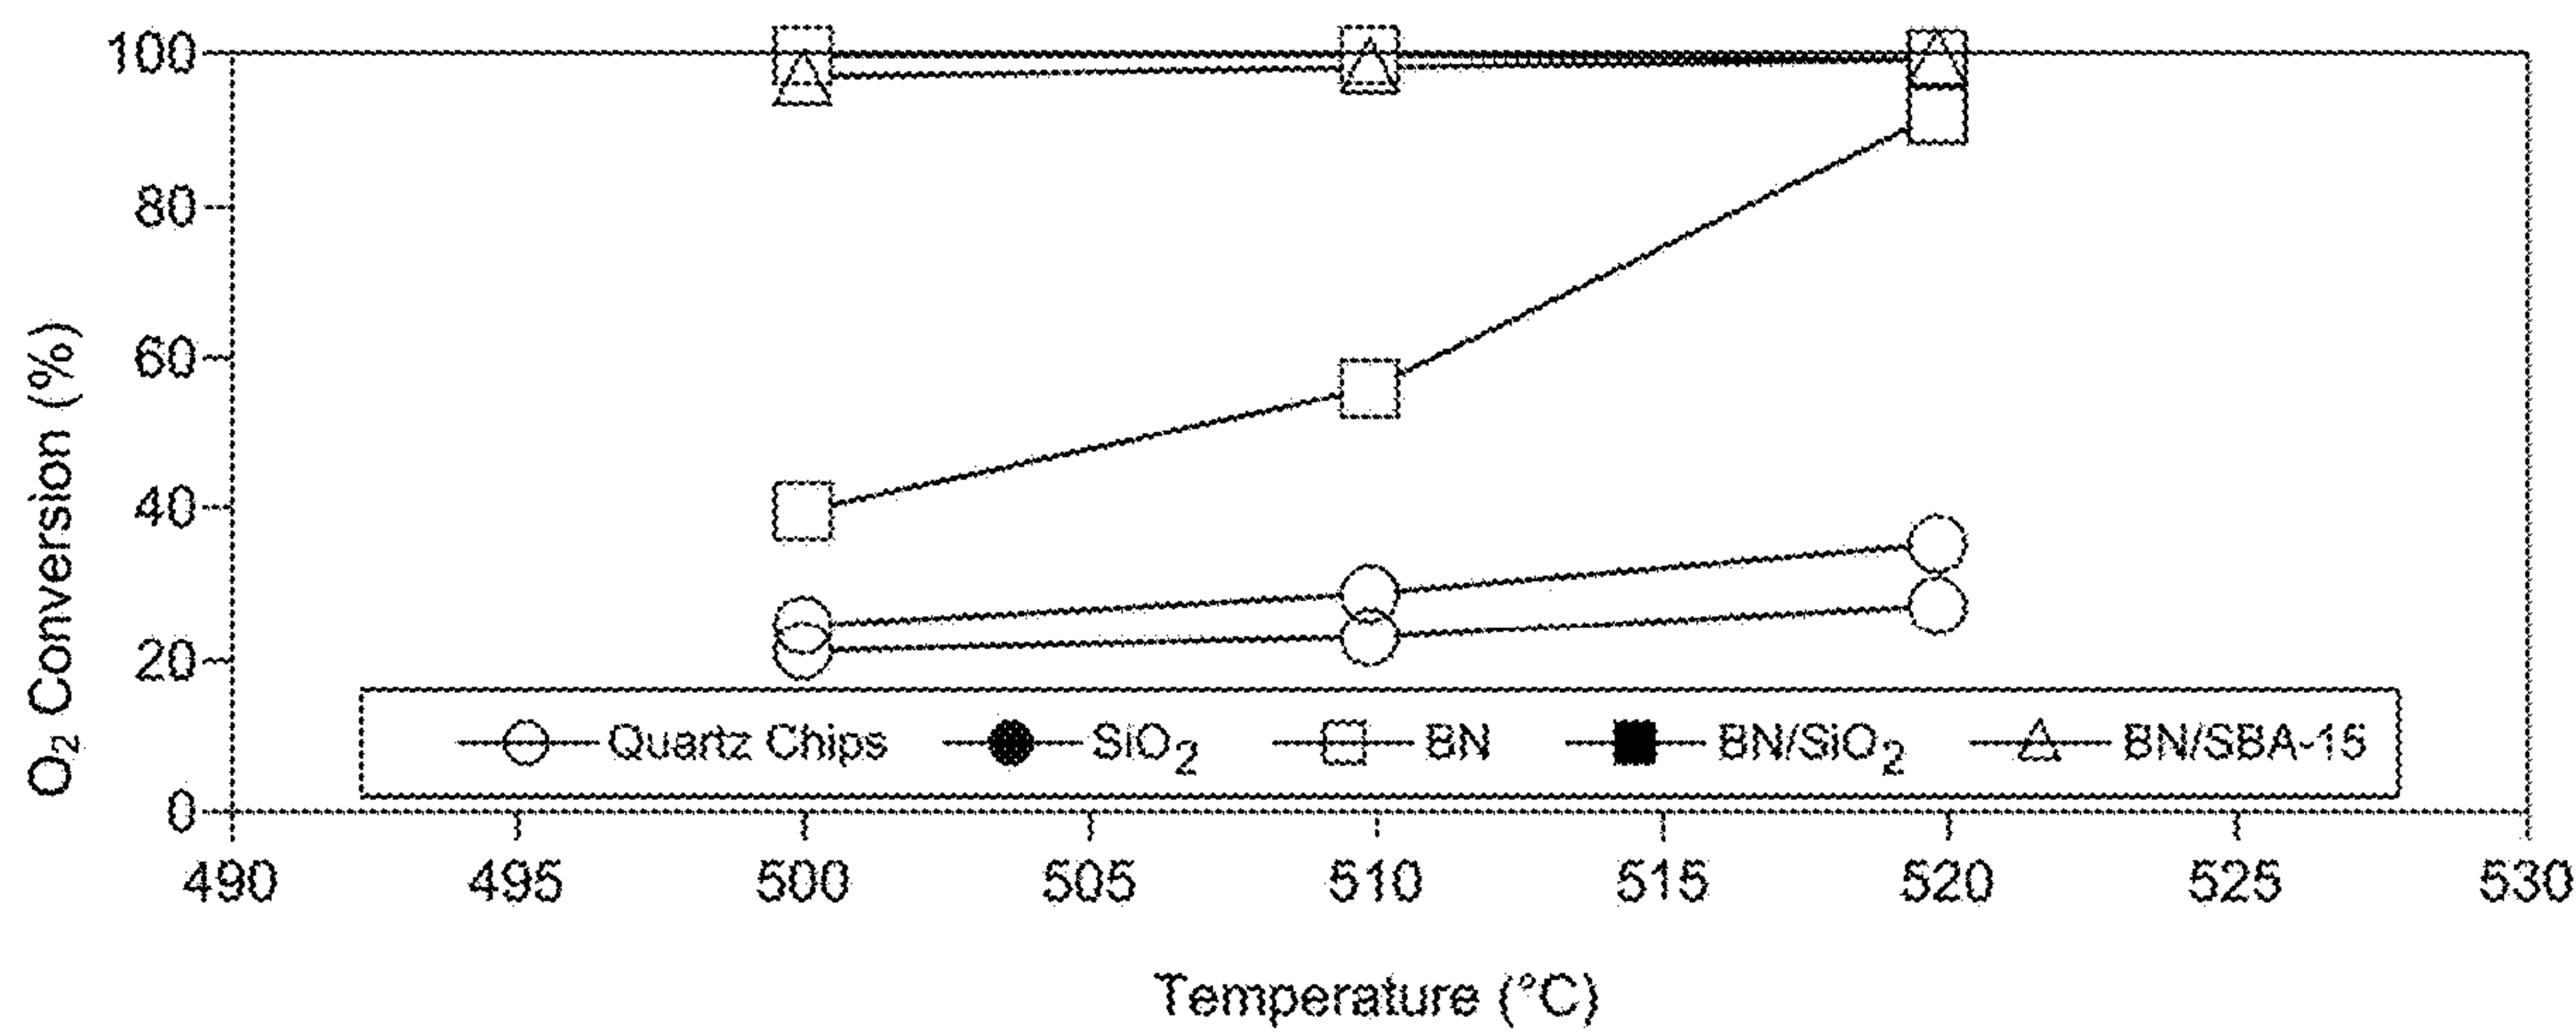 100
80
60
40
20
0
O₂ Conversion (%)
Quartz Chips SiO₂ BN BN/SiO₂ BN/SBA-15
490 495 500 505 510 515 520 525 530
Temperature (°C)